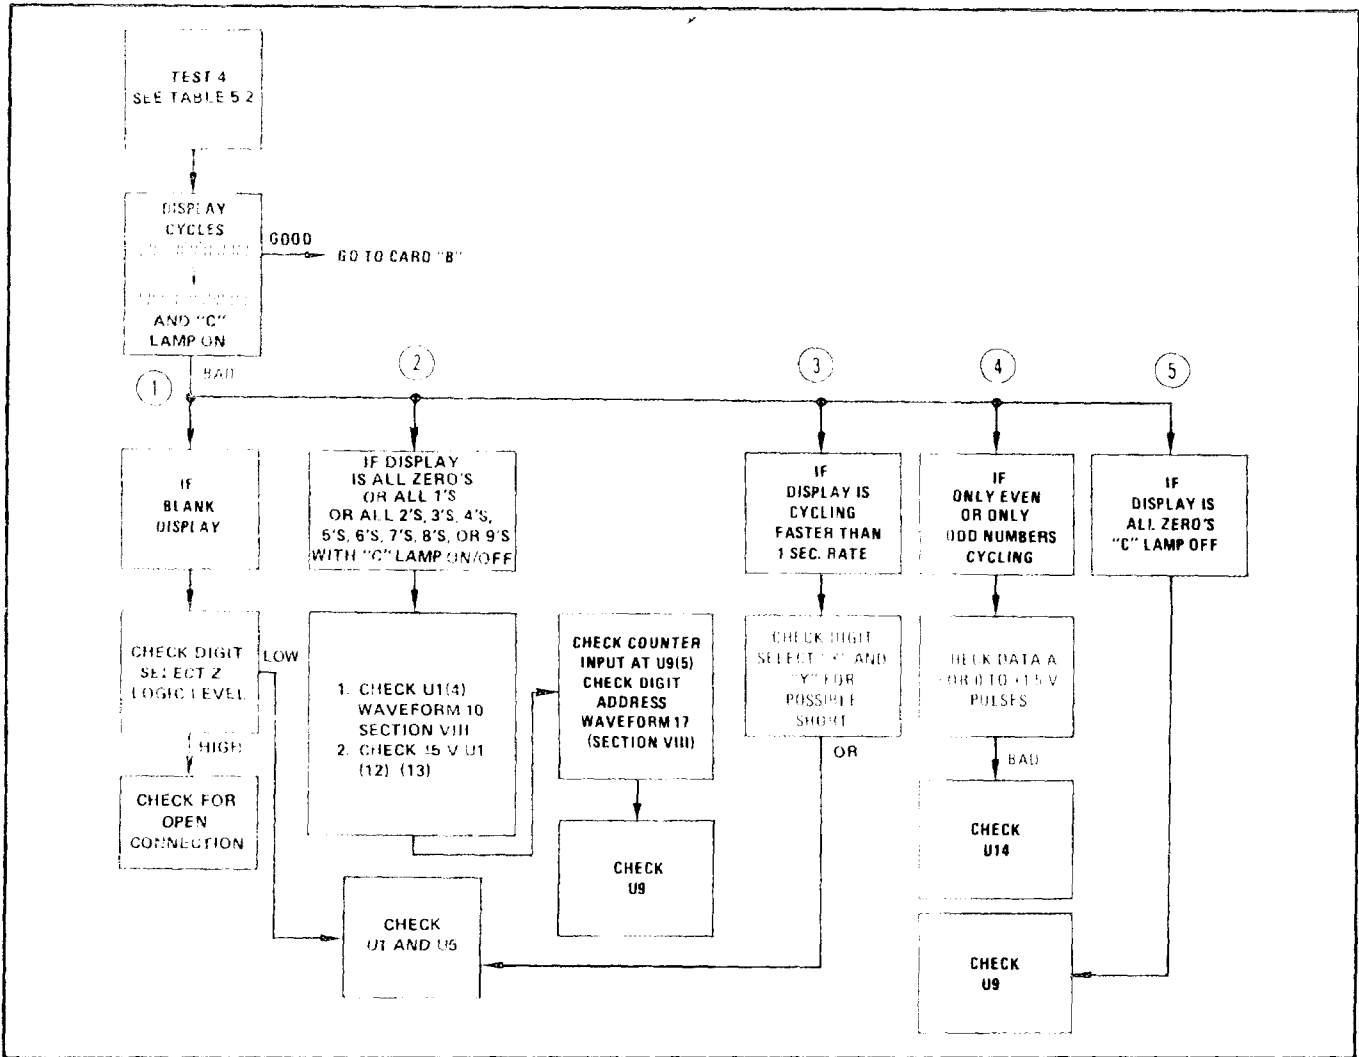 TEST 4
SEE TABLE 5 2
DISPLAY
CYCLES
AND "C"
LAMP ON
GOOD
GO TO CARD "B"
BAD
1
2
3
4
5
IF
BLANK
DISPLAY
IF DISPLAY
IS ALL ZERO'S
OR ALL 1'S
OR ALL 2'S, 3'S, 4'S,
5'S, 6'S, 7'S, 8'S, OR 9'S
WITH "C" LAMP ON/OFF
IF
DISPLAY IS
CYCLING
FASTER THAN
1 SEC. RATE
IF
ONLY EVEN
OR ONLY
ODD NUMBERS
CYCLING
IF
DISPLAY IS
ALL ZERO'S
"C" LAMP OFF
CHECK DIGIT
SELECT Z
LOGIC LEVEL
LOW
HIGH
CHECK FOR
OPEN
CONNECTION
1. CHECK U1(4)
WAVEFORM 10
SECTION VIII
2. CHECK 15 V U1
(12) (13)
CHECK COUNTER
INPUT AT U9(5)
CHECK DIGIT
ADDRESS
WAVEFORM 17
(SECTION VIII)
CHECK
U9
CHECK DIGIT
SELECT "X" AND
"Y" FOR
POSSIBLE
SHORT
OR
CHECK
U1 AND U5
HECK DATA A
OR 0 TO +1.5 V
PULSES
BAD
CHECK
U14
CHECK
U9